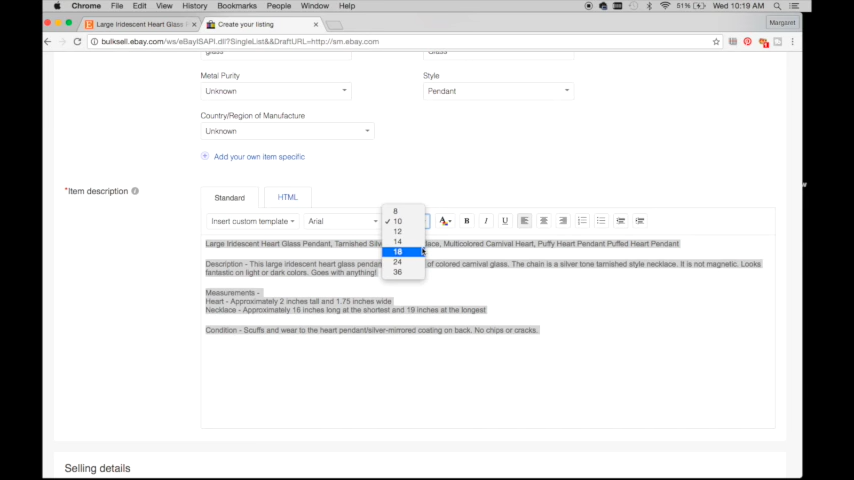 Chrome File Edit View History Bookmarks People Window Help
51% Wed 10:19 AM
Large Iridescent Heart Glass P
Create your listing
Margaret
bulksell.ebay.com/ws/eBayISAPI.dll?SingleList&&DraftURL=http://sm.ebay.com
glass
Glass
Metal Purity
Style
Unknown
Pendant
Country/Region of Manufacture
Unknown
Add your own item specific
*Item description
Standard
HTML
Insert custom template
Arial
8
10
12
14
18
24
36
A
B
I
U
Large Iridescent Heart Glass Pendant, Tarnished Silv lace, Multicolored Carnival Heart, Puffy Heart Pendant Puffed Heart Pendant
Description - This large iridescent heart glass pendan of colored carnival glass. The chain is a silver tone tarnished style necklace. It is not magnetic. Looks
fantastic on light or dark colors. Goes with anything!
Measurements -
Heart - Approximately 2 inches tall and 1.75 inches wide
Necklace - Approximately 16 inches long at the shortest and 19 inches at the longest
Condition - Scuffs and wear to the heart pendant/silver-mirrored coating on back. No chips or cracks.
Selling details